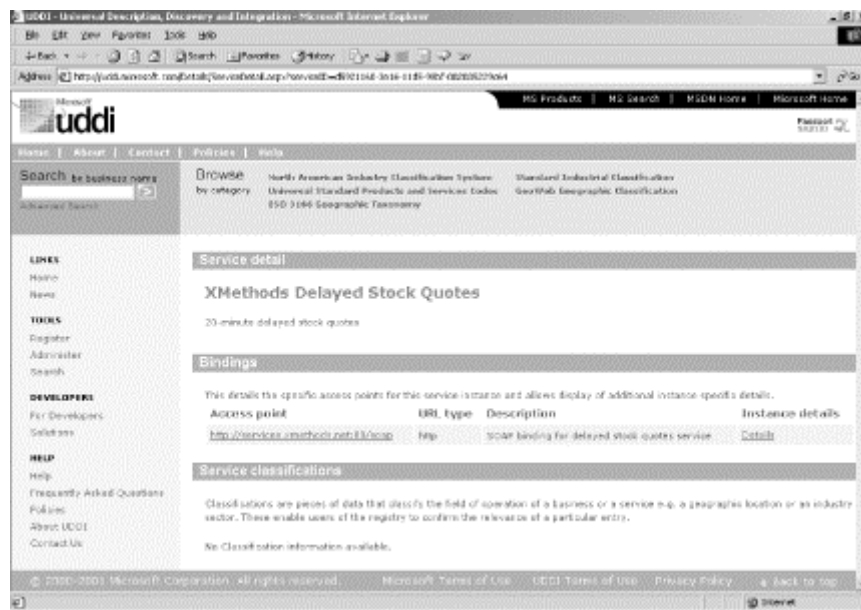 UDDI - Universal Description, Discovery and Integration - Microsoft Internet Explorer
File Edit View Favorites Tools Help
Back Search Favorites History
Address
MS Products | MS Search | MSDN Home | Microsoft Home
Microsoft
uddi
Passport
Home | About | Contact | Policies | Help
Search by business name
Advanced Search
Browse
by category
North American Industry Classification System
Universal Standard Products and Services Codes
ISO 3166 Geographic Taxonomy
Standard Industrial Classification
GeoWeb Geographic Classification
LINKS
Home
News
TOOLS
Register
Administer
Search
DEVELOPERS
For Developers
Solutions
HELP
Help
Frequently Asked Questions
Policies
About UDDI
Contact Us
Service detail
XMethods Delayed Stock Quotes
20-minute delayed stock quotes
Bindings
This details the specific access points for this service instance and allows display of additional instance specific details.
Access point URL type Description Instance details
http://services.xmethods.net:80/soap http SOAP binding for delayed stock quotes service Details
Service classifications
Classifications are pieces of data that classify the field of operation of a business or a service e.g. a geographic location or an industry
sector. These enable users of the registry to confirm the relevance of a particular entry.
No Classification information available.
© 2000-2001 Microsoft Corporation. All rights reserved. Microsoft Terms of Use UDDI Terms of Use Privacy Policy Back to top
Internet